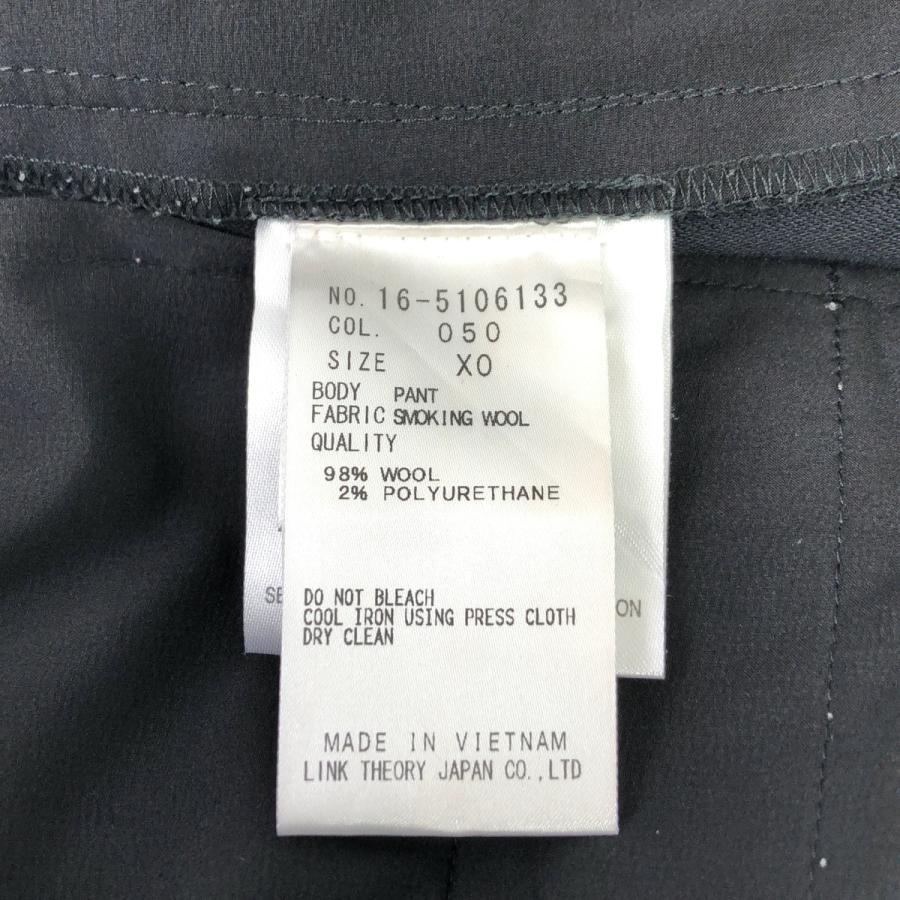 NO. 16-5106133
COL. 050
SIZE XO
BODY PANT
FABRIC SMOKING WOOL
QUALITY
98% WOOL
2% POLYURETHANE
DO NOT BLEACH
COOL IRON USING PRESS CLOTH
DRY CLEAN
MADE IN VIETNAM
LINK THEORY JAPAN CO.,LTD